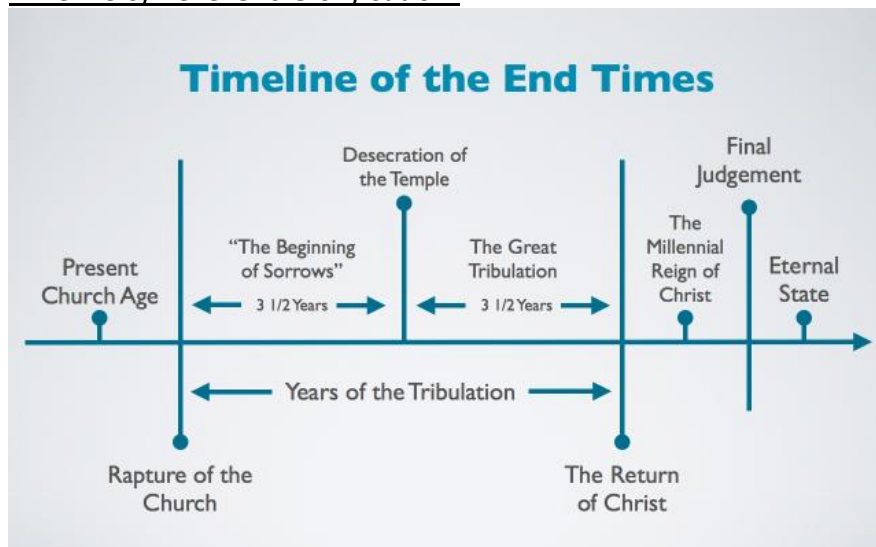 Timeline of the End Times
Desecration of
the Temple
Final
Judgement
"The Beginning
of Sorrows"
The Great
Tribulation
The
Millennial
Reign of
Christ
Present
Church Age
Eternal
State
3 1/2 Years
3 1/2 Years
Years of the Tribulation
Rapture of the
Church
The Return
of Christ